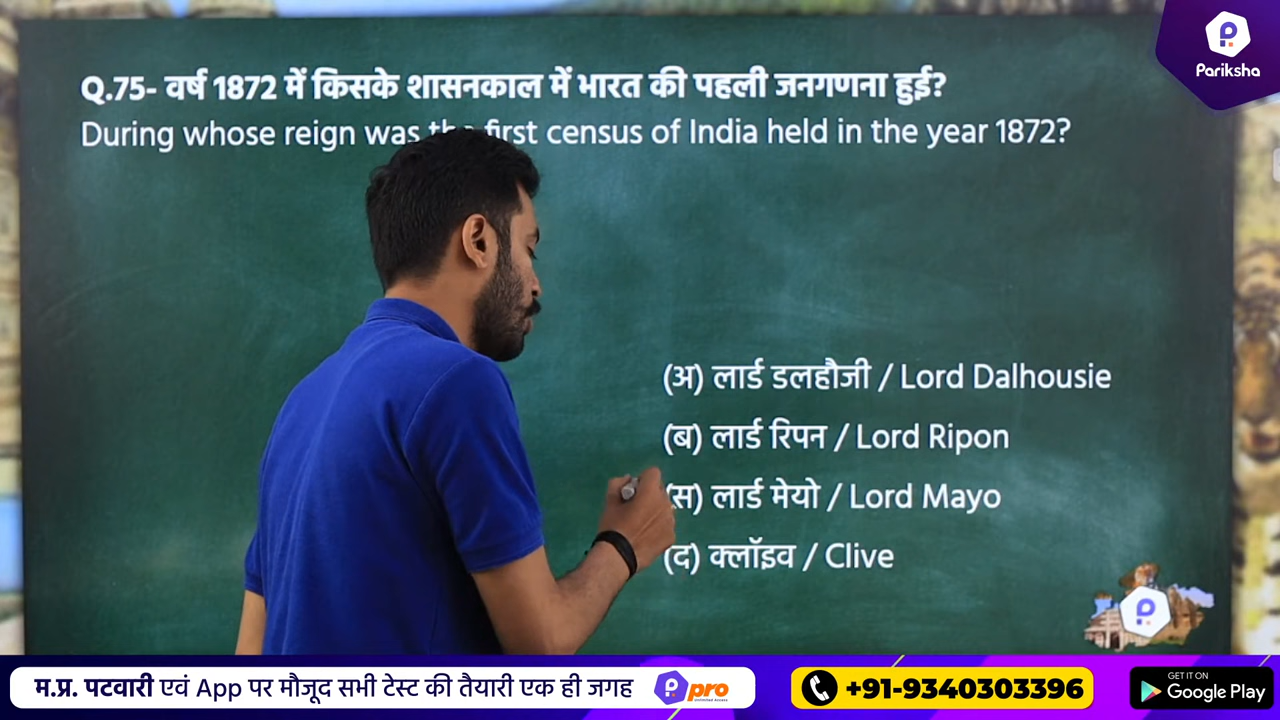 Pariksha
Q.75- वर्ष 1872 में किसके शासनकाल में भारत की पहली जनगणना हुई?
During whose reign was the first census of India held in the year 1872?
(अ) लार्ड डलहौजी / Lord Dalhousie
(ब) लार्ड रिपन / Lord Ripon
(स) लार्ड मेयो / Lord Mayo
(द) क्लॉइव / Clive
म.प्र. पटवारी एवं App पर मौजूद सभी टेस्ट की तैयारी एक ही जगह
pro
+91-9340303396
GET IT ON
Google Play